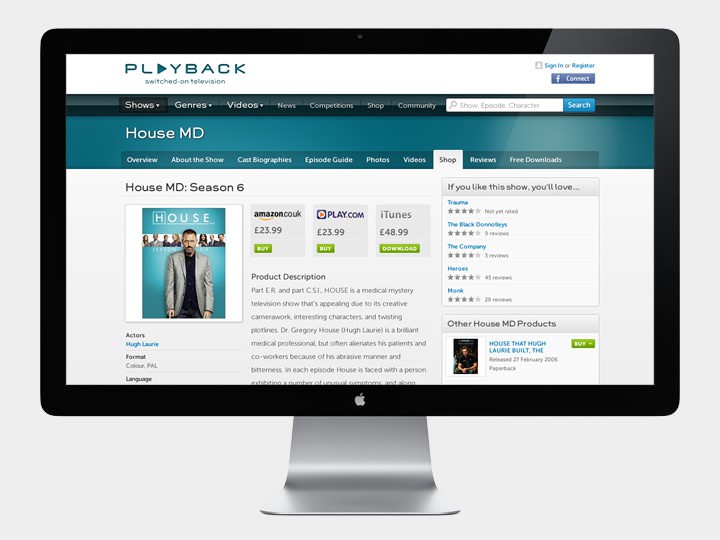 PLAYBACK
switched-on television
Sign In or Register
f Connect
Shows Genres Videos News Competitions Shop Community Show, Episode, Character Search
House MD
Overview About the Show Cast Biographies Episode Guide Photos Videos Shop Reviews Free Downloads
House MD: Season 6
HOUSE
amazon.co.uk
£23.99
BUY
PLAY.COM
£23.99
BUY
iTunes
£48.99
DOWNLOAD
Product Description
Part E.R. and part C.S.I., HOUSE is a medical mystery
television show that's appealing due to its creative
camerawork, interesting characters, and twisting
plotlines. Dr. Gregory House (Hugh Laurie) is a brilliant
medical professional, but often alienates his patients and
co-workers because of his abrasive manner and
bitterness. In each episode House is faced with a person
exhibiting a number of unusual symptoms, and along
Actors
Hugh Laurie
Format
Colour, PAL
Language
If you like this show, you'll love...
Trauma
Not yet rated
The Black Donnolleys
9 reviews
The Company
3 reviews
Heroes
45 reviews
Monk
29 reviews
Other House MD Products
HOUSE THAT HUGH
LAURIE BUILT, THE
Released 27 February 2006
Paperback
BUY